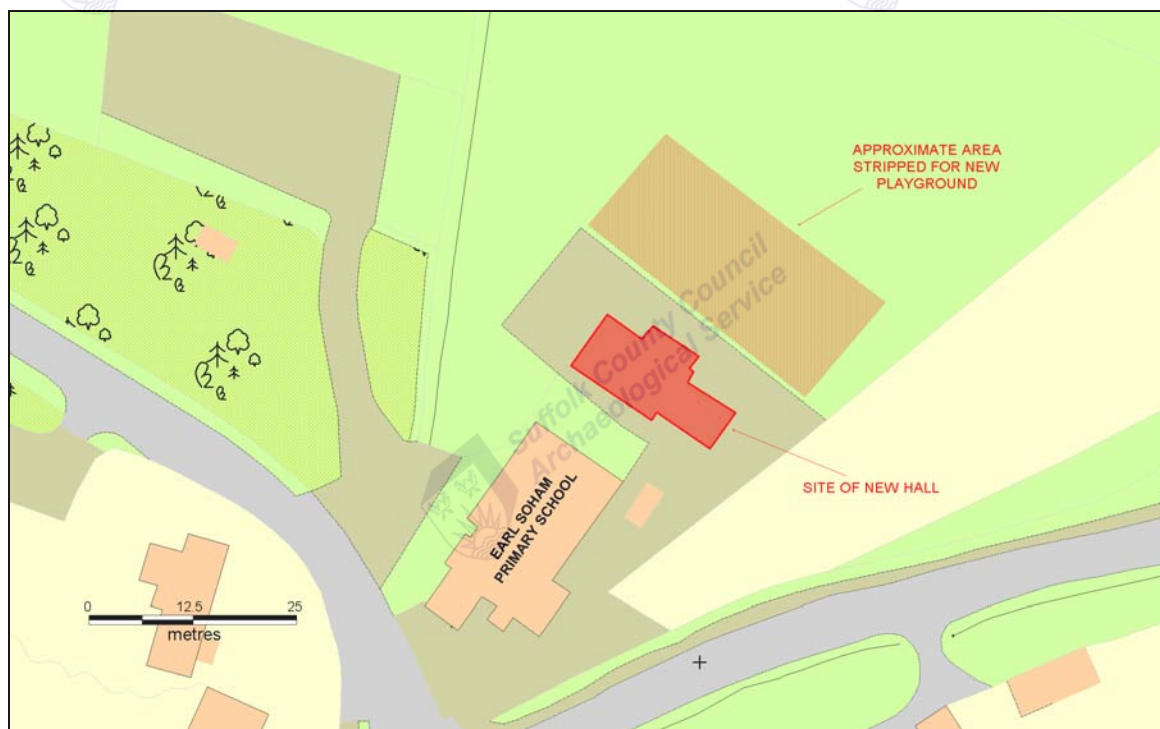 APPROXIMATE AREA
STRIPPED FOR NEW
PLAYGROUND
Suffolk County Council
Archaeological Service
SITE OF NEW HALL
EARL SOHAM
PRIMARY SCHOOL
0 12.5 25
metres